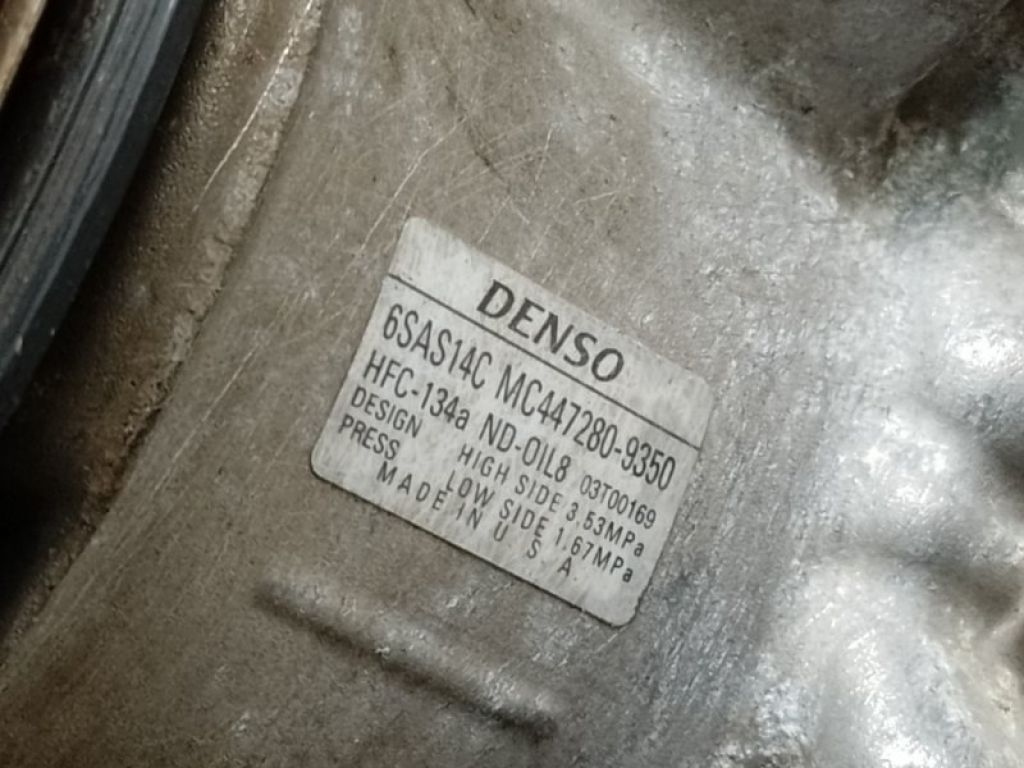 DENSO
6SAS14C MC447280-9350
HFC-134a ND-OIL8 03T00169
DESIGN HIGH SIDE 3,53MPa
PRESS LOW SIDE 1,67MPa
MADE IN U.S.A.